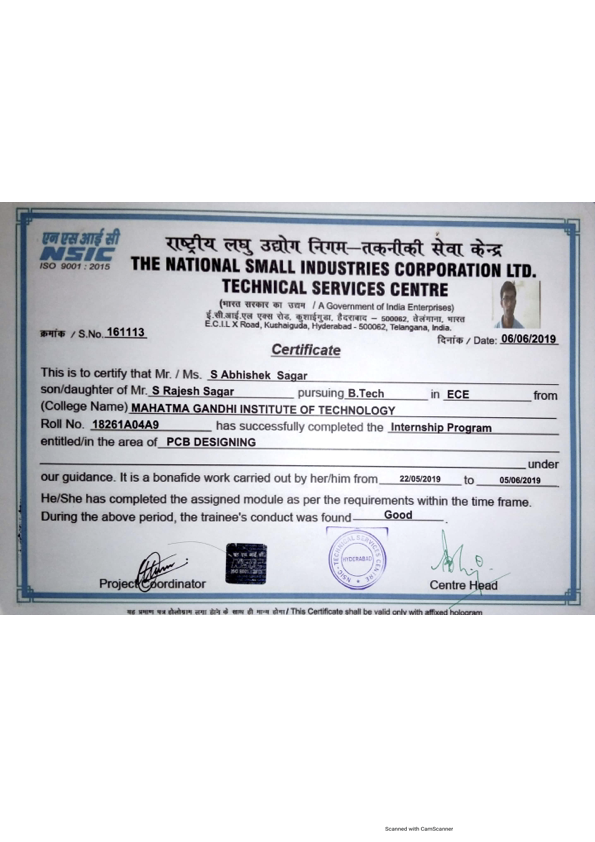 एन एस आई सी
NSIC
ISO 9001 : 2015
राष्ट्रीय लघु उद्योग निगम–तकनीकी सेवा केन्द्र
THE NATIONAL SMALL INDUSTRIES CORPORATION LTD.
TECHNICAL SERVICES CENTRE
(भारत सरकार का उद्यम / A Government of India Enterprises)
ई.सी.आई.एल एक्स रोड, कुशाईगुडा, हैदराबाद – 500062, तेलंगाना, भारत
E.C.I.L X Road, Kushaiguda, Hyderabad - 500062, Telangana, India.
क्रमांक / S.No. 161113
दिनांक / Date: 06/06/2019
Certificate
This is to certify that Mr. / Ms. S Abhishek Sagar
son/daughter of Mr. S Rajesh Sagar pursuing B.Tech in ECE from
(College Name) MAHATMA GANDHI INSTITUTE OF TECHNOLOGY
Roll No. 18261A04A9 has successfully completed the Internship Program
entitled/in the area of PCB DESIGNING
under
our guidance. It is a bonafide work carried out by her/him from 22/05/2019 to 05/06/2019
He/She has completed the assigned module as per the requirements within the time frame.
During the above period, the trainee's conduct was found Good.
NSIC-TECHNICAL SERVICES CENTRE
HYDERABAD
Project Coordinator
Centre Head
यह प्रमाण पत्र होलोग्राम लगा होने के साथ ही मान्य होगा / This Certificate shall be valid only with affixed hologram
Scanned with CamScanner